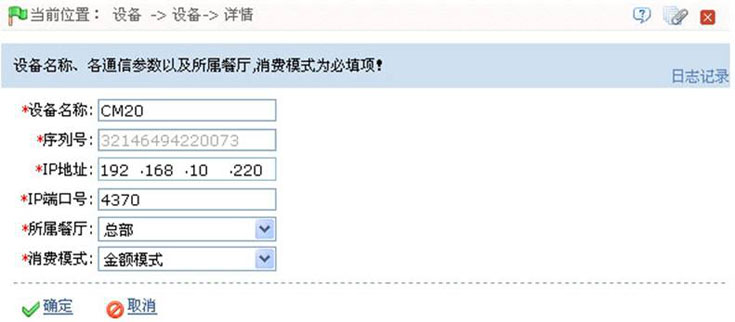 当前位置： 设备 -> 设备-> 详情
设备名称、各通信参数以及所属餐厅,消费模式为必填项!
日志记录
*设备名称: CM20
*序列号: 32146494220073
*IP地址: 192 .168 .10 .220
*IP端口号: 4370
*所属餐厅: 总部
*消费模式: 金额模式
确定 取消